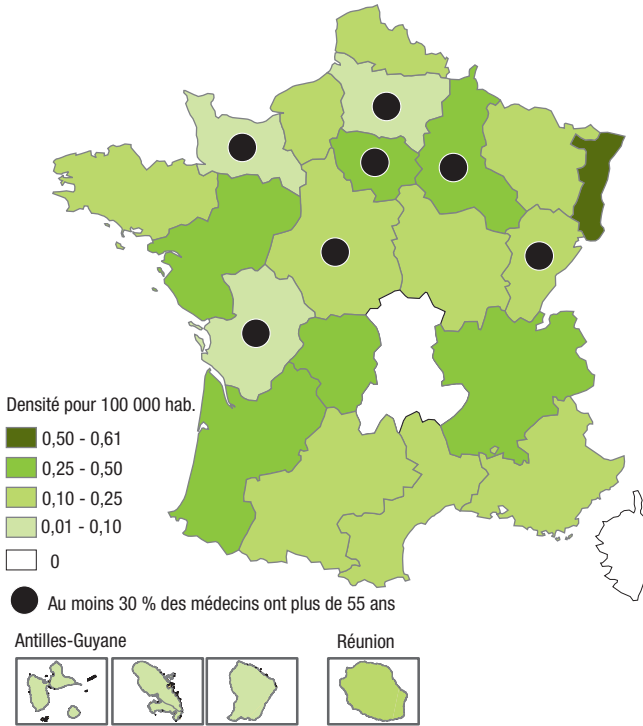 Densité pour 100 000 hab.
0,50 - 0,61
0,25 - 0,50
0,10 - 0,25
0,01 - 0,10
0
Au moins 30 % des médecins ont plus de 55 ans
Antilles-Guyane
Réunion